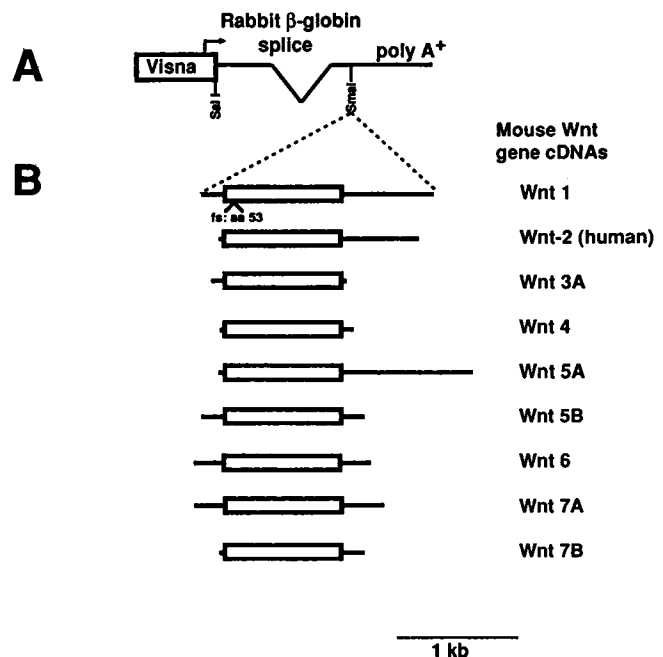 A
Rabbit β-globin
splice
poly A+
Visna
Sal I
Smal
B
Mouse Wnt
gene cDNAs
Wnt 1
fs: aa 53
Wnt-2 (human)
Wnt 3A
Wnt 4
Wnt 5A
Wnt 5B
Wnt 6
Wnt 7A
Wnt 7B
1 kb